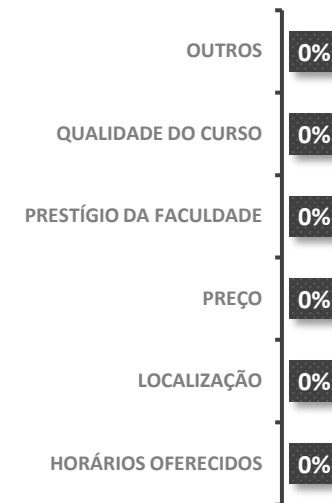 OUTROS 0%
QUALIDADE DO CURSO 0%
PRESTÍGIO DA FACULDADE 0%
PREÇO 0%
LOCALIZAÇÃO 0%
HORÁRIOS OFERECIDOS 0%